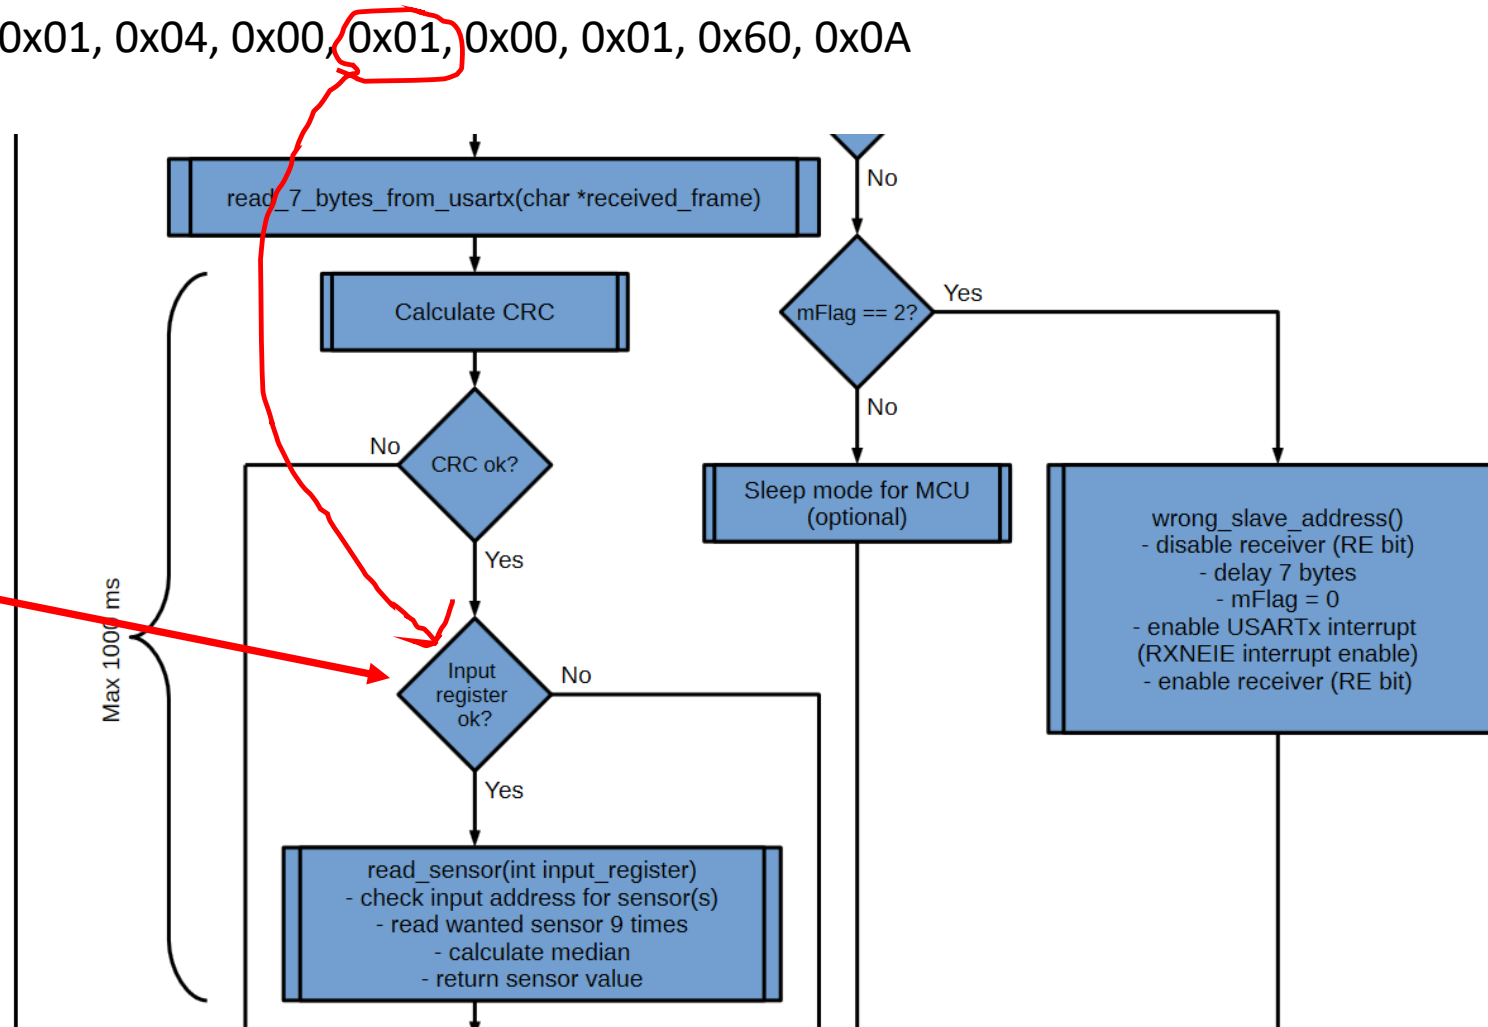 0x01, 0x04, 0x00, 0x01, 0x00, 0x01, 0x60, 0x0A
No
read_7_bytes_from_usartx(char *received_frame)
Calculate CRC
mFlag == 2?
Yes
No
No
CRC ok?
Sleep mode for MCU
(optional)
wrong_slave_address()
- disable receiver (RE bit)
- delay 7 bytes
- mFlag = 0
- enable USARTx interrupt
(RXNEIE interrupt enable)
- enable receiver (RE bit)
Yes
Max 1000 ms
Input
register
ok?
No
Yes
read_sensor(int input_register)
- check input address for sensor(s)
- read wanted sensor 9 times
- calculate median
- return sensor value